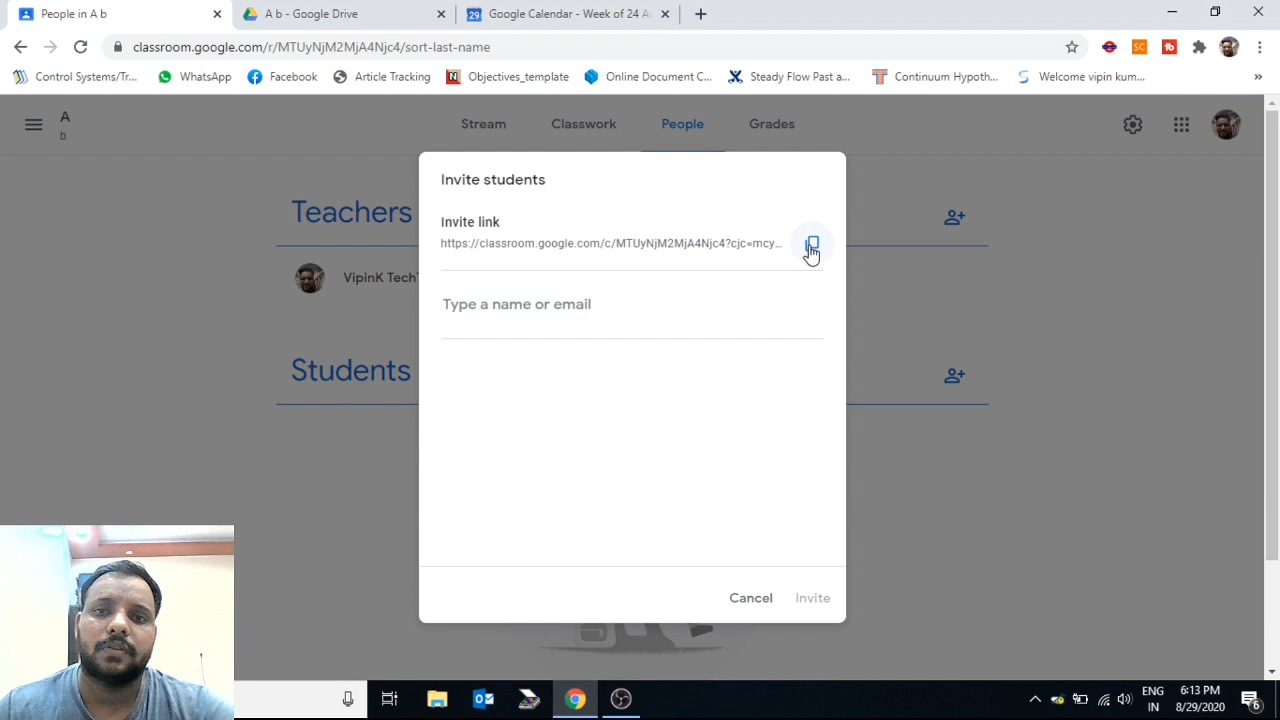 People in A b
A b - Google Drive
Google Calendar - Week of 24 A
classroom.google.com/r/MTUyNjM2MjA4Njc4/sort-last-name
Control Systems/Tr...
WhatsApp
Facebook
Article Tracking
Objectives_template
Online Document C...
Steady Flow Past a...
Continuum Hypoth...
Welcome vipin kum...
A
b
Stream
Classwork
People
Grades
Invite students
Teachers
Invite link
https://classroom.google.com/c/MTUyNjM2MjA4Njc4?cjc=mcy...
VipinK TechT
Type a name or email
Students
Cancel
Invite
ENG
IN
6:13 PM
8/29/2020
6